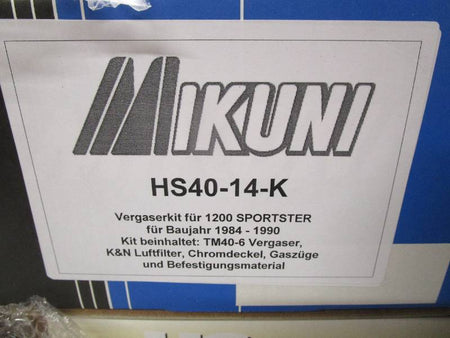 MIKUNI
HS40-14-K
Vergaserkit für 1200 SPORTSTER
für Baujahr 1984 - 1990
Kit beinhaltet: TM40-6 Vergaser,
K&N Luftfilter, Chromdeckel, Gaszüge
und Befestigungsmaterial